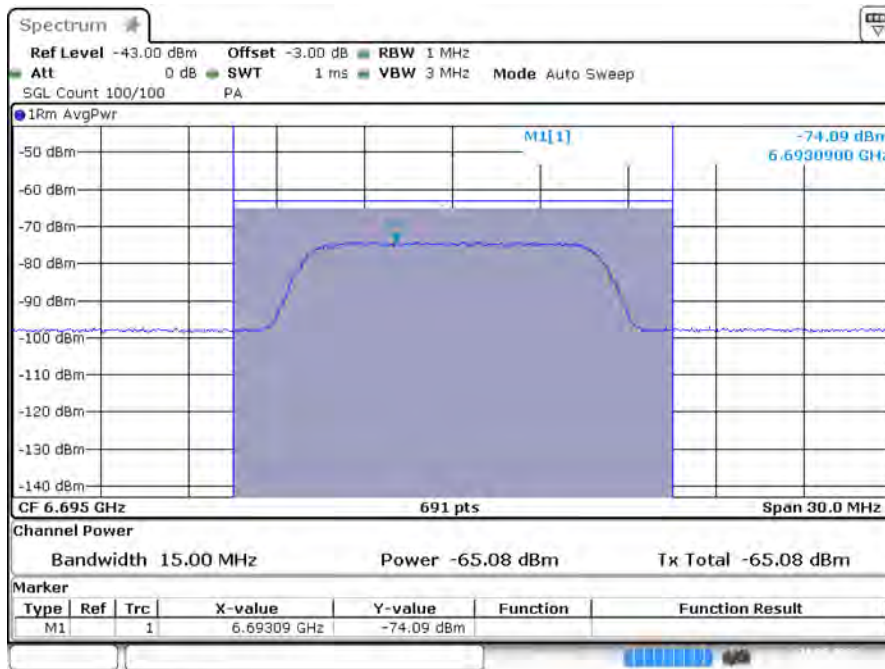 Spectrum
Ref Level -43.00 dBm Offset -3.00 dB RBW 1 MHz
Att 0 dB SWT 1 ms VBW 3 MHz Mode Auto Sweep
SGL Count 100/100 PA
1Rm AvgPwr
M1[1] -74.09 dBm
6.6930900 GHz
-50 dBm
-60 dBm
-70 dBm
-80 dBm
-90 dBm
-100 dBm
-110 dBm
-120 dBm
-130 dBm
-140 dBm
CF 6.695 GHz 691 pts Span 30.0 MHz
Channel Power
Bandwidth 15.00 MHz Power -65.08 dBm Tx Total -65.08 dBm
Marker
Type Ref Trc X-value Y-value Function Function Result
M1 1 6.69309 GHz -74.09 dBm